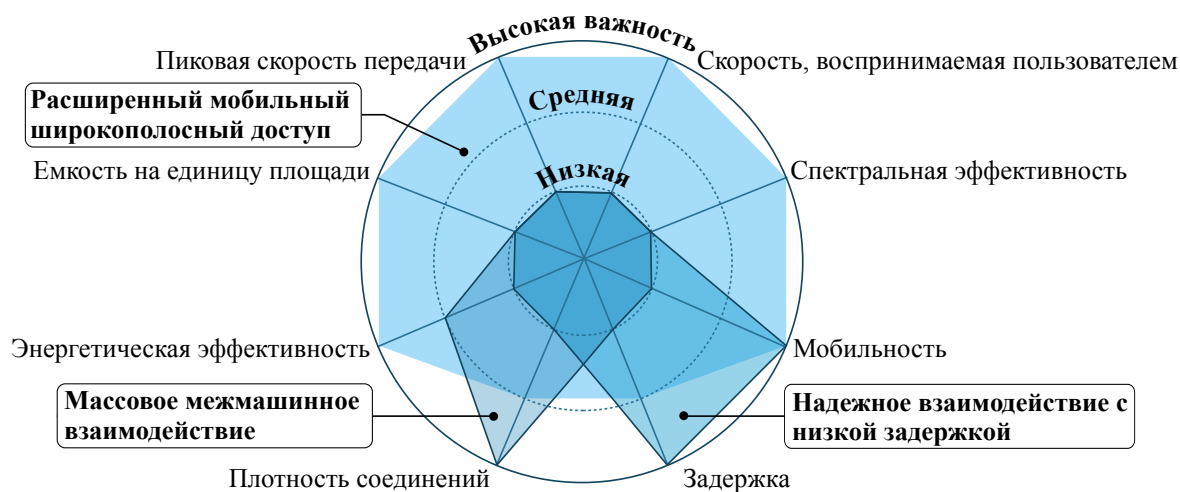 Высокая важность
Пиковая скорость передачи
Скорость, воспринимаемая пользователем
Расширенный мобильный
широкополосный доступ
Средняя
Емкость на единицу площади
Низкая
Спектральная эффективность
Энергетическая эффективность
Мобильность
Массовое межмашинное
взаимодействие
Надежное взаимодействие с
низкой задержкой
Плотность соединений
Задержка